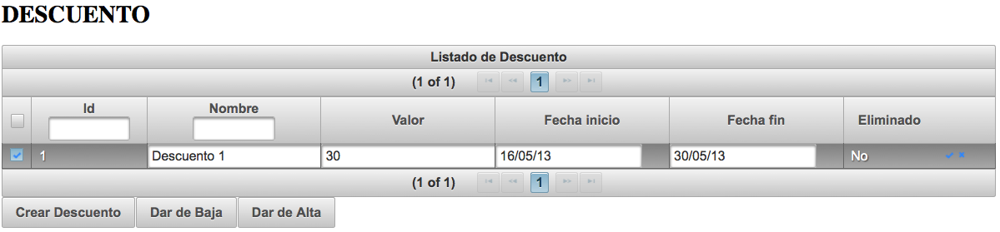 DESCUENTO
Listado de Descuento
(1 of 1) 1
Id Nombre Valor Fecha inicio Fecha fin Eliminado
1 Descuento 1 30 16/05/13 30/05/13 No
(1 of 1) 1
Crear Descuento Dar de Baja Dar de Alta